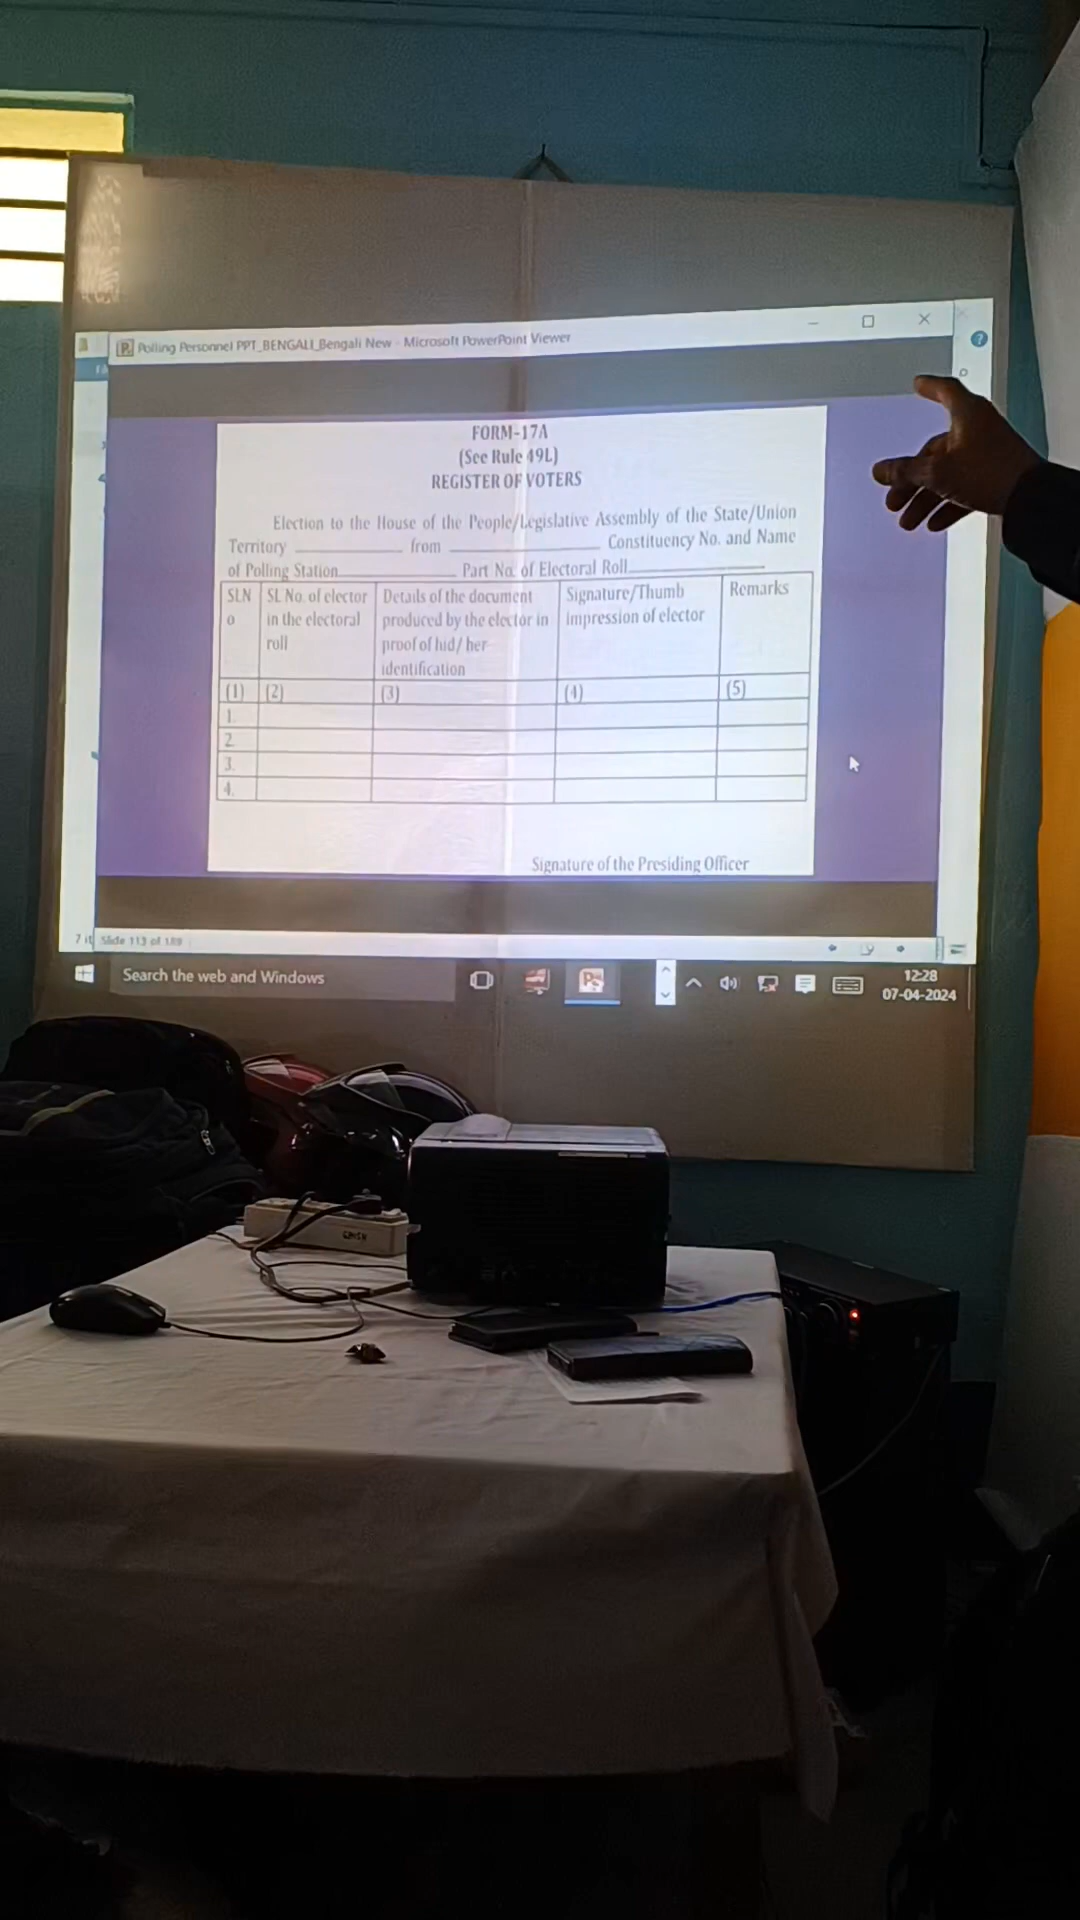 Polling Personnel PPT_BENGALI_Bengali New - Microsoft PowerPoint Viewer
FORM-17A
(See Rule 49L)
REGISTER OF VOTERS
Election to the House of the People/Legislative Assembly of the State/Union
Territory from Constituency No. and Name
of Polling Station Part No. of Electoral Roll
SLN
o
SL No. of elector
in the electoral
roll
Details of the document
produced by the elector in
proof of hid/ her
identification
Signature/Thumb
impression of elector
Remarks
(1) (2) (3) (4) (5)
1.
2.
3.
4.
Signature of the Presiding Officer
7 it Slide 113 of 189
Search the web and Windows
12:28
07-04-2024